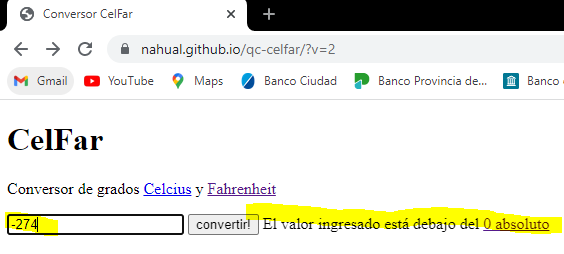 Conversor CelFar
nahual.github.io/qc-celfar/?v=2
Gmail YouTube Maps Banco Ciudad Banco Provincia de... Banco
CelFar
Conversor de grados Celcius y Fahrenheit
-274 convertir! El valor ingresado está debajo del 0 absoluto